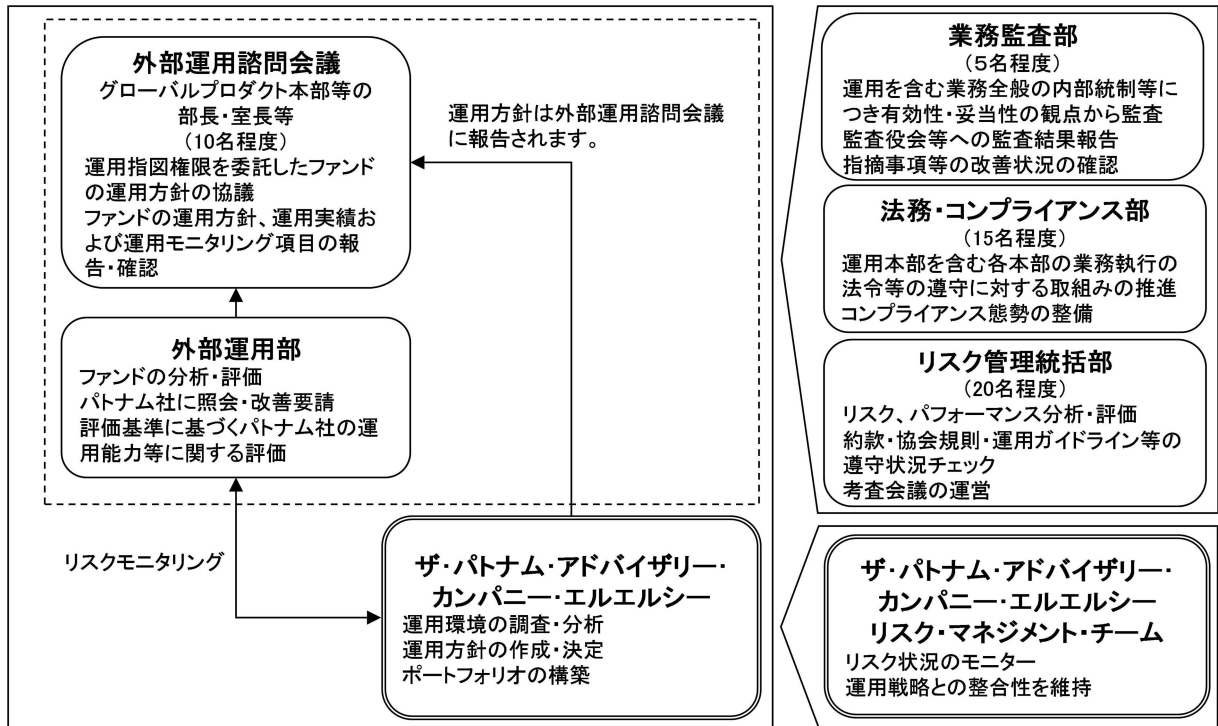 外部運用諮問会議
グローバルプロダクト本部等の
部長・室長等
(10名程度)
運用指図権限を委託したファンド
の運用方針の協議
ファンドの運用方針、運用実績お
よび運用モニタリング項目の報
告・確認
運用方針は外部運用諮問会議
に報告されます。
外部運用部
ファンドの分析・評価
パトナム社に照会・改善要請
評価基準に基づくパトナム社の運
用能力等に関する評価
リスクモニタリング
ザ・パトナム・アドバイザリー・
カンパニー・エルエルシー
運用環境の調査・分析
運用方針の作成・決定
ポートフォリオの構築
業務監査部
(5名程度)
運用を含む業務全般の内部統制等に
つき有効性・妥当性の観点から監査
監査役会等への監査結果報告
指摘事項等の改善状況の確認
法務・コンプライアンス部
(15名程度)
運用本部を含む各本部の業務執行の
法令等の遵守に対する取組みの推進
コンプライアンス態勢の整備
リスク管理統括部
(20名程度)
リスク、パフォーマンス分析・評価
約款・協会規則・運用ガイドライン等の
遵守状況チェック
考査会議の運営
ザ・パトナム・アドバイザリー・
カンパニー・エルエルシー
リスク・マネジメント・チーム
リスク状況のモニター
運用戦略との整合性を維持